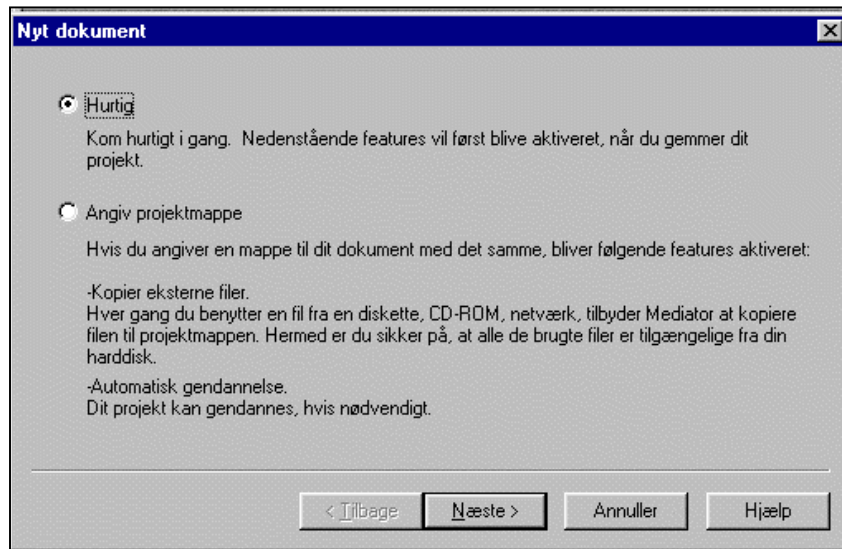 Nyt dokument
Hurtig
Kom hurtigt i gang. Nedenstående features vil først blive aktiveret, når du gemmer dit
projekt.
Angiv projektmappe
Hvis du angiver en mappe til dit dokument med det samme, bliver følgende features aktiveret:
-Kopier eksterne filer.
Hver gang du benytter en fil fra en diskette, CD-ROM, netværk, tilbyder Mediator at kopiere
filen til projektmappen. Hermed er du sikker på, at alle de brugte filer er tilgængelige fra din
harddisk.
-Automatisk gendannelse.
Dit projekt kan gendannes, hvis nødvendigt.
< Tilbage Næste > Annuller Hjælp